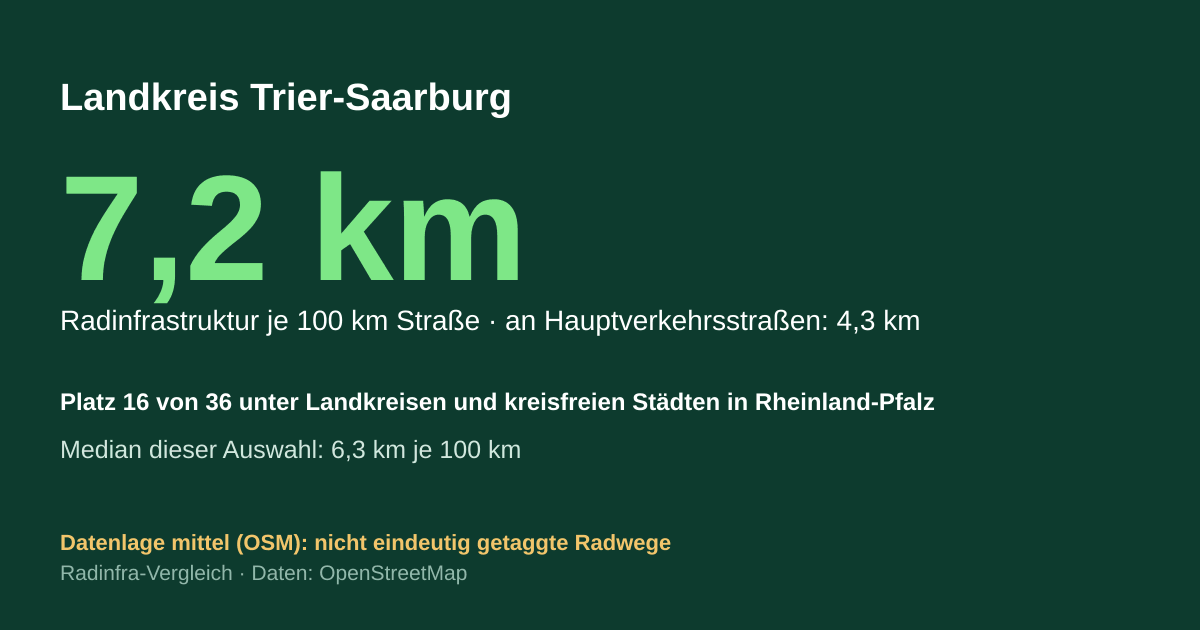 Landkreis Trier-Saarburg
7,2 km
Radinfrastruktur je 100 km Straße · an Hauptverkehrsstraßen: 4,3 km
Platz 16 von 36 unter Landkreisen und kreisfreien Städten in Rheinland-Pfalz
Median dieser Auswahl: 6,3 km je 100 km
Datenlage mittel (OSM): nicht eindeutig getaggte Radwege
Radinfra-Vergleich · Daten: OpenStreetMap